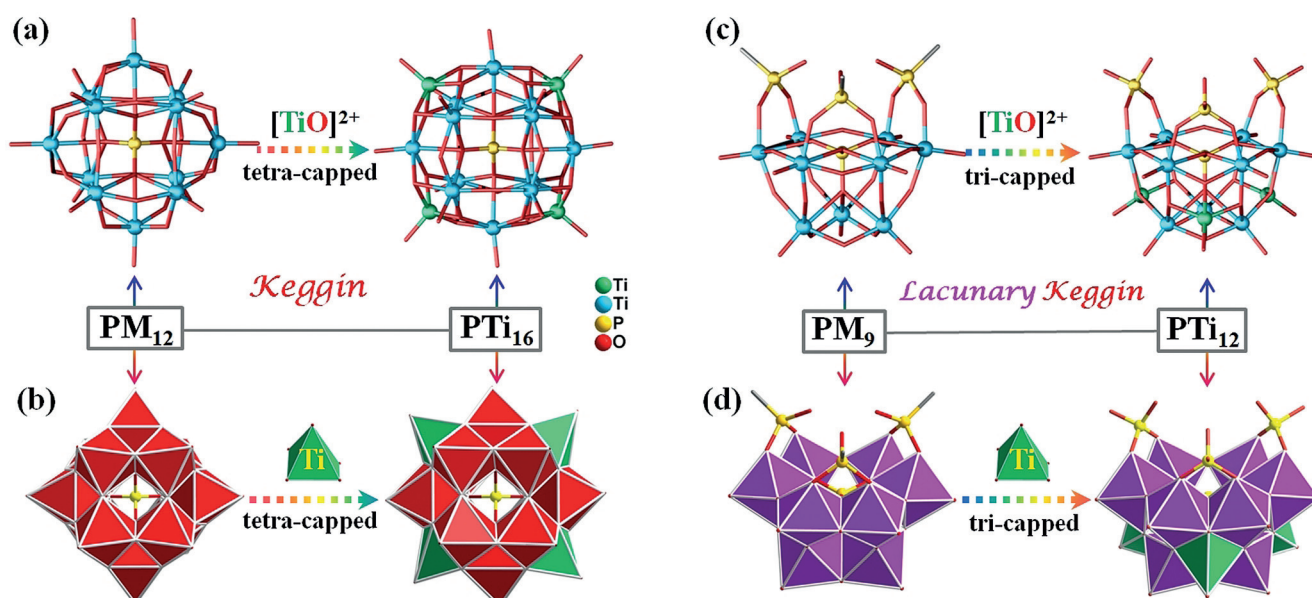 (a)
[TiO]²⁺
tetra-capped
Keggin
PM₁₂
PTi₁₆
Ti
Ti
P
O
(b)
Ti
tetra-capped
(c)
[TiO]²⁺
tri-capped
Lacunary Keggin
PM₉
PTi₁₂
(d)
Ti
tri-capped